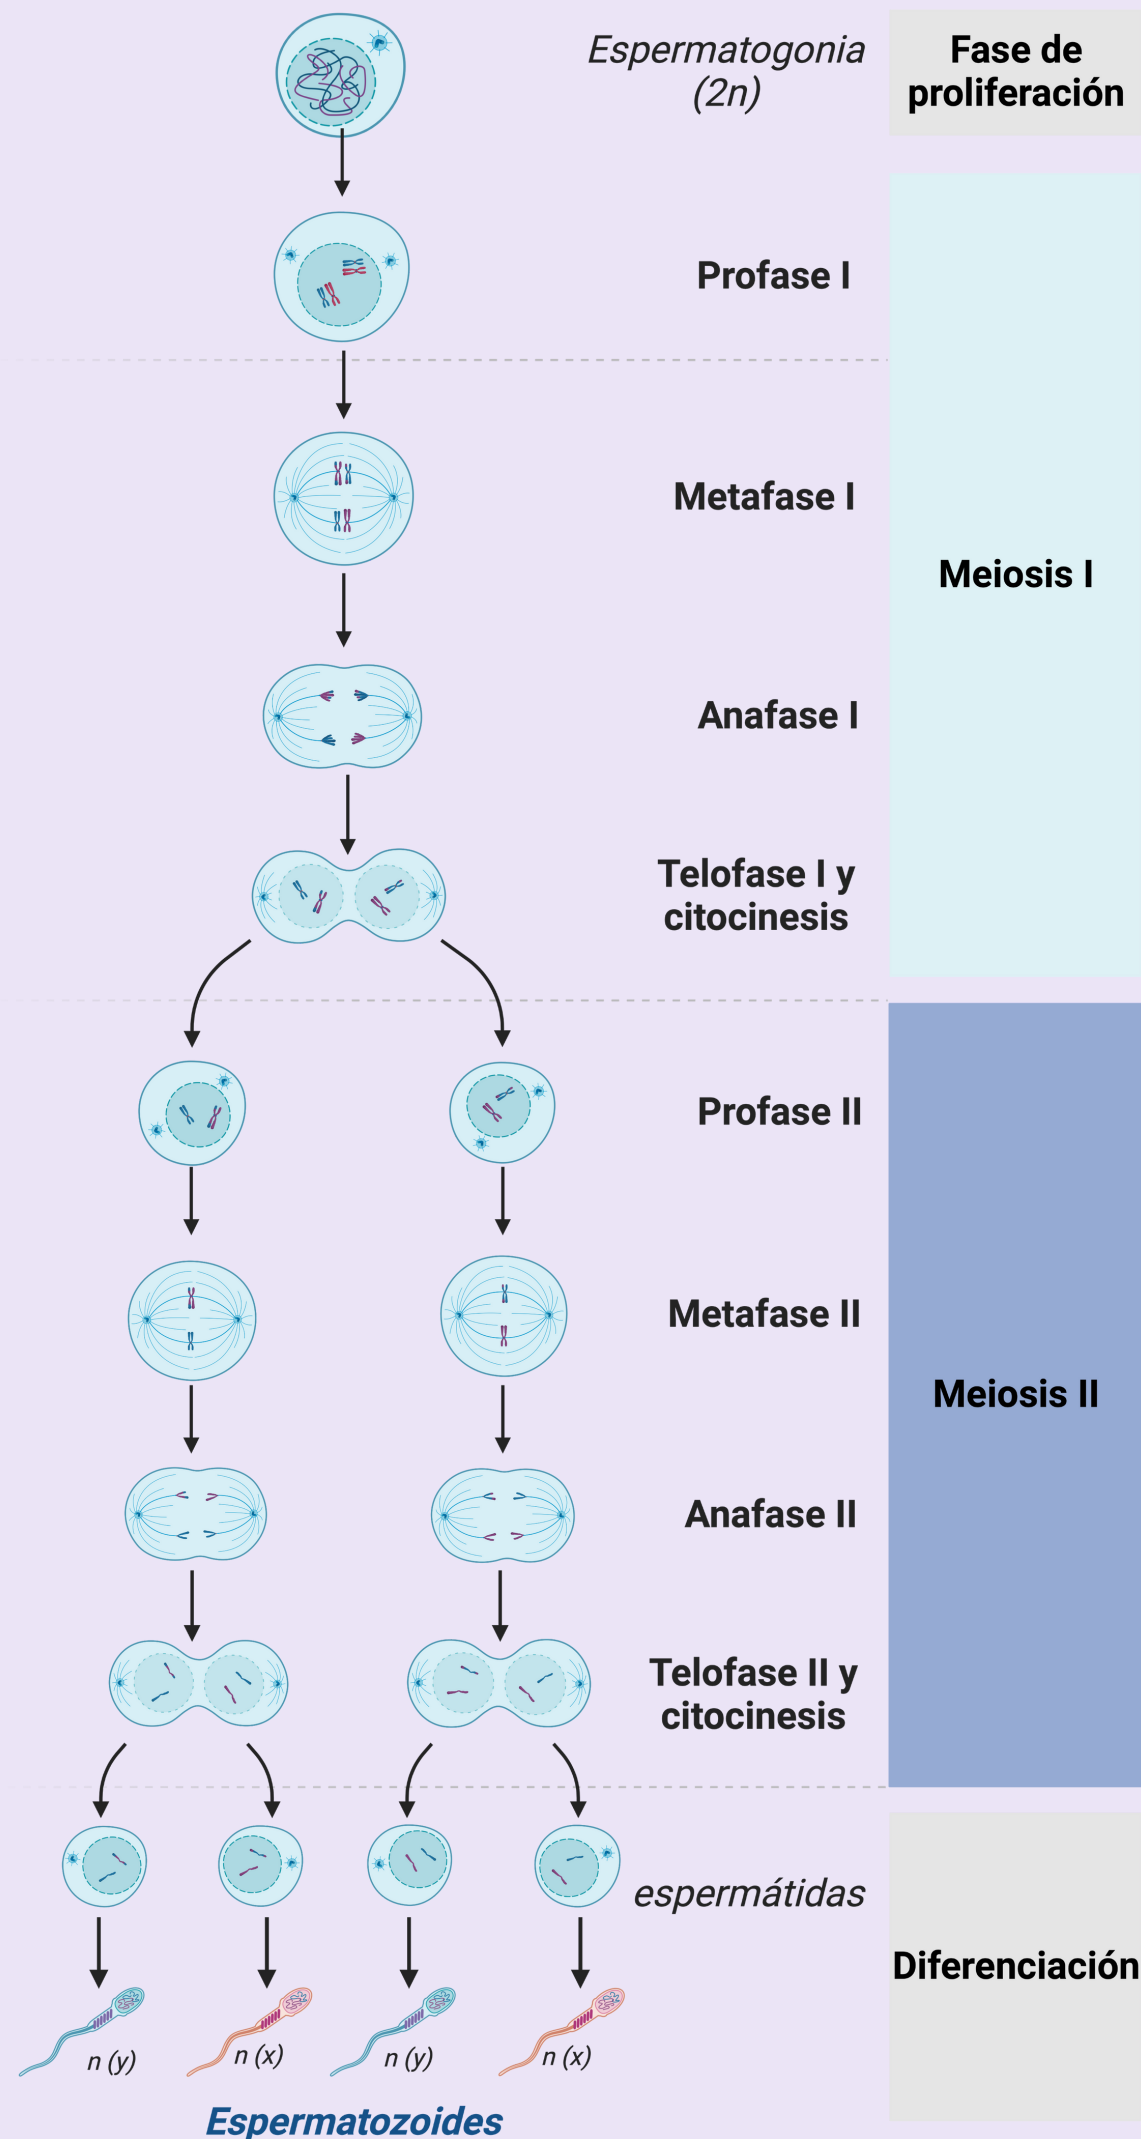 Espermatogonia
(2n)
Fase de
proliferación
Profase I
Metafase I
Meiosis I
Anafase I
Telofase I y
citocinesis
Profase II
Metafase II
Meiosis II
Anafase II
Telofase II y
citocinesis
espermátidas
Diferenciación
n (y)
n (x)
n (y)
n (x)
Espermatozoides